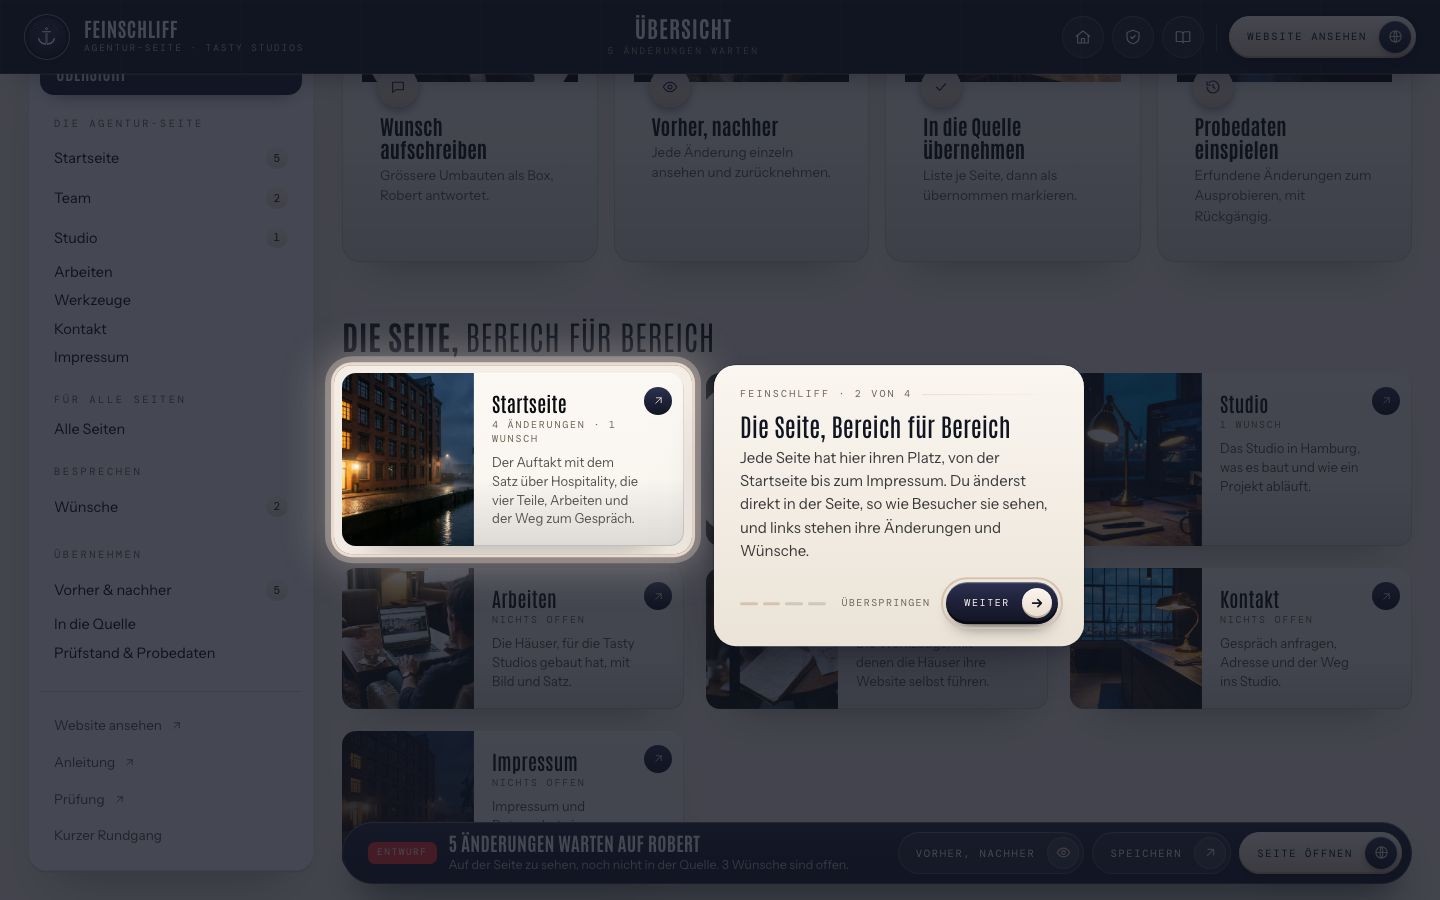 FEINSCHLIFF
AGENTUR-SEITE · TASTY STUDIOS
ÜBERSICHT
5 ÄNDERUNGEN WARTEN
WEBSITE ANSEHEN
ÜBERSICHT
DIE AGENTUR-SEITE
Startseite 5
Team 2
Studio 1
Arbeiten
Werkzeuge
Kontakt
Impressum
FÜR ALLE SEITEN
Alle Seiten
BESPRECHEN
Wünsche 2
ÜBERNEHMEN
Vorher & nachher 5
In die Quelle
Prüfstand & Probedaten
Website ansehen
Anleitung
Prüfung
Kurzer Rundgang
Wunsch
aufschreiben
Grössere Umbauten als Box,
Robert antwortet.
Vorher, nachher
Jede Änderung einzeln
ansehen und zurücknehmen.
In die Quelle
übernehmen
Liste je Seite, dann als
übernommen markieren.
Probedaten
einspielen
Erfundene Änderungen zum
Ausprobieren, mit
Rückgängig.
DIE SEITE, BEREICH FÜR BEREICH
Startseite
4 ÄNDERUNGEN · 1
WUNSCH
Der Auftakt mit dem
Satz über Hospitality, die
vier Teile, Arbeiten und
der Weg zum Gespräch.
FEINSCHLIFF · 2 VON 4
Die Seite, Bereich für Bereich
Jede Seite hat hier ihren Platz, von der
Startseite bis zum Impressum. Du änderst
direkt in der Seite, so wie Besucher sie sehen,
und links stehen ihre Änderungen und
Wünsche.
ÜBERSPRINGEN
WEITER
Studio
1 WUNSCH
Das Studio in Hamburg,
was es baut und wie ein
Projekt abläuft.
Arbeiten
NICHTS OFFEN
Die Häuser, für die Tasty
Studios gebaut hat, mit
Bild und Satz.
denen die Häuser ihre
Website selbst führen.
Kontakt
NICHTS OFFEN
Gespräch anfragen,
Adresse und der Weg
ins Studio.
Impressum
NICHTS OFFEN
Impressum und
ENTWURF
5 ÄNDERUNGEN WARTEN AUF ROBERT
Auf der Seite zu sehen, noch nicht in der Quelle. 3 Wünsche sind offen.
VORHER, NACHHER
SPEICHERN
SEITE ÖFFNEN